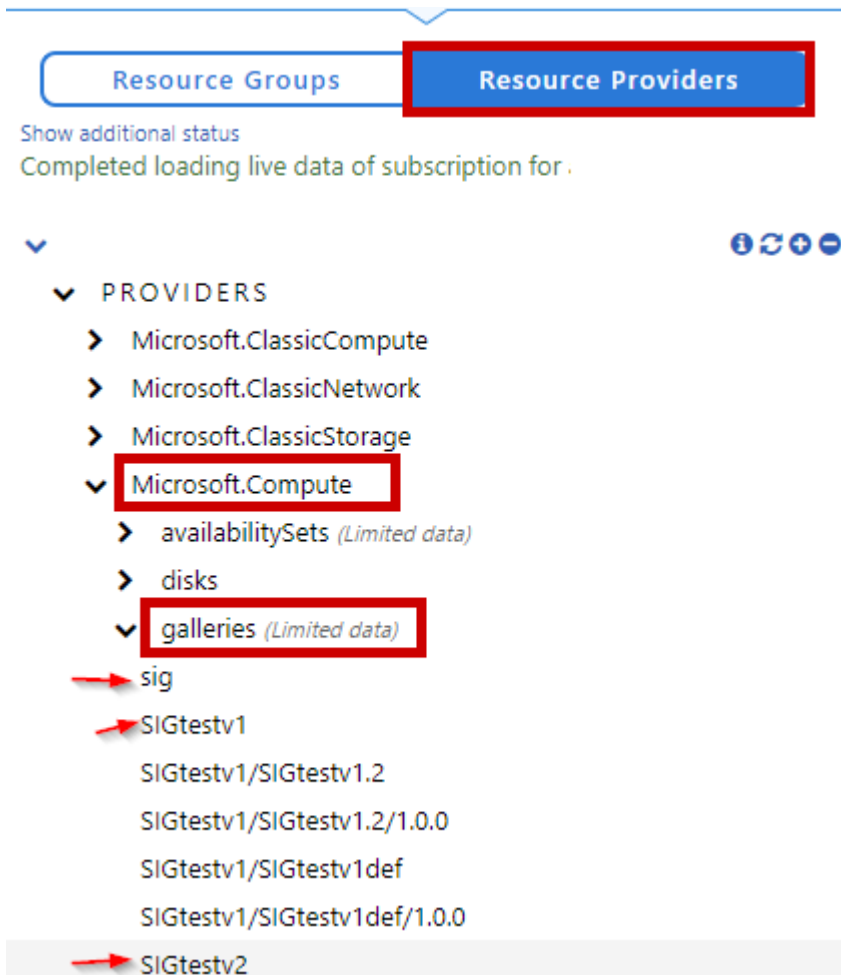 Resource Groups
Resource Providers
Show additional status
Completed loading live data of subscription for
PROVIDERS
Microsoft.ClassicCompute
Microsoft.ClassicNetwork
Microsoft.ClassicStorage
Microsoft.Compute
availabilitySets (Limited data)
disks
galleries (Limited data)
sig
SIGtestv1
SIGtestv1/SIGtestv1.2
SIGtestv1/SIGtestv1.2/1.0.0
SIGtestv1/SIGtestv1def
SIGtestv1/SIGtestv1def/1.0.0
SIGtestv2